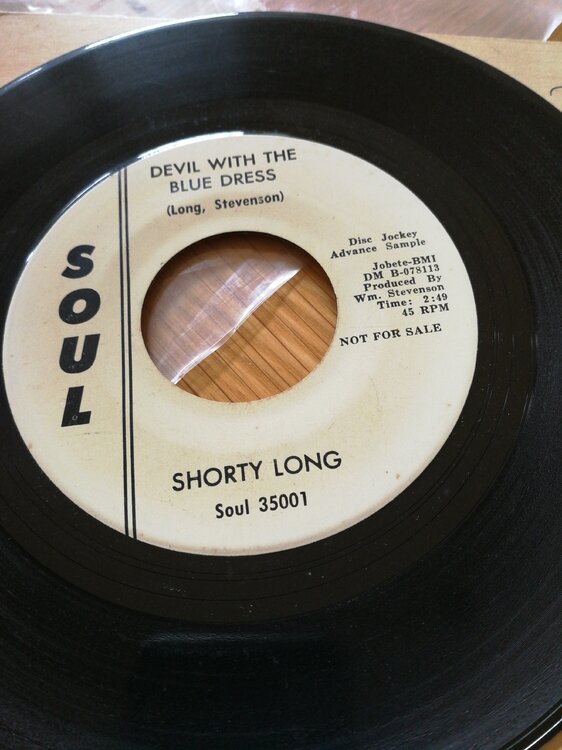 DEVIL WITH THE
BLUE DRESS
(Long, Stevenson)
SOUL
Disc Jockey
Advance Sample
Jobete-BMI
DM B-078113
Produced By
Wm. Stevenson
Time: 2:49
45 RPM
NOT FOR SALE
SHORTY LONG
Soul 35001